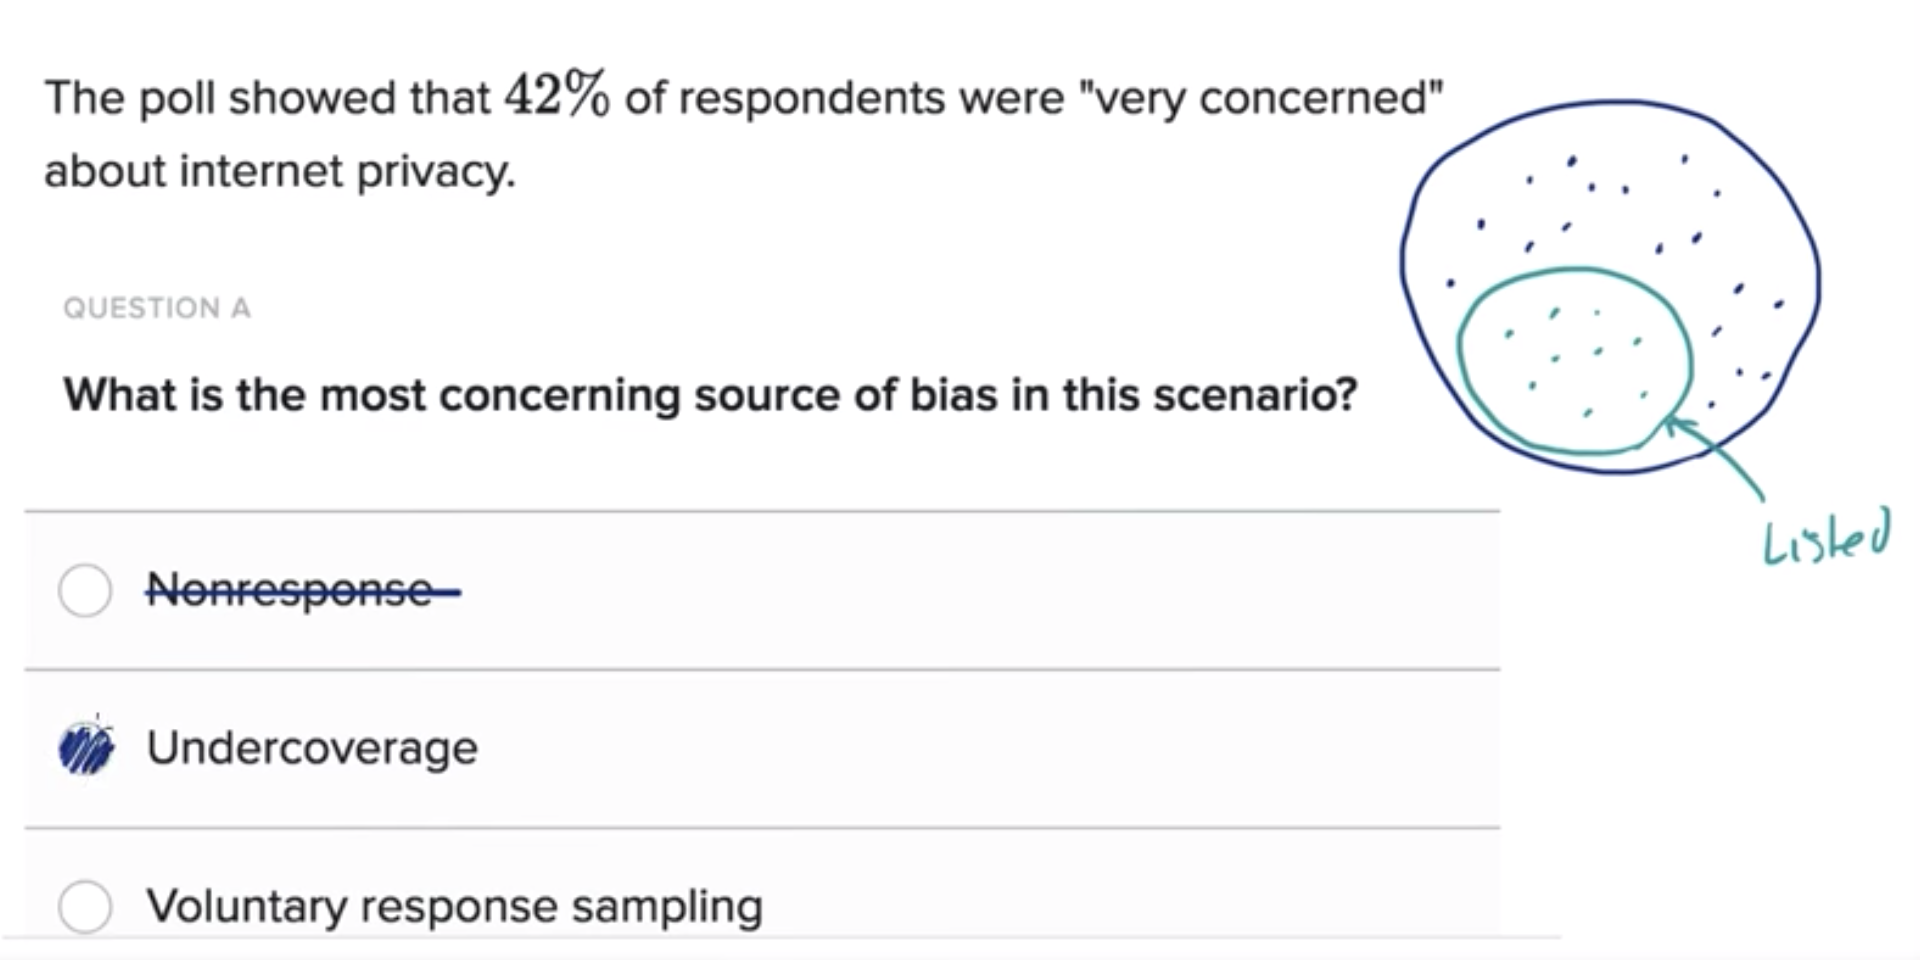 The poll showed that 42% of respondents were "very concerned"
about internet privacy.
QUESTION A
What is the most concerning source of bias in this scenario?
Listed
Nonresponse
Undercoverage
Voluntary response sampling